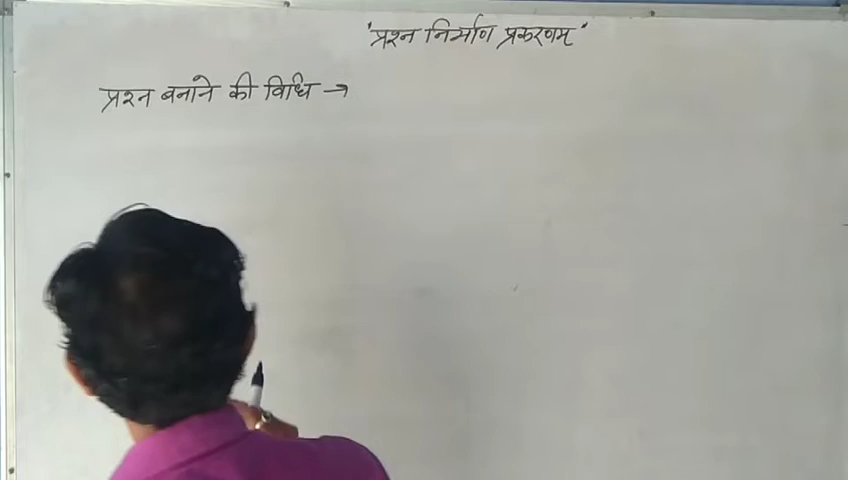 'प्रश्न निर्माण प्रकरणम्'
प्रश्न बनाने की विधि →